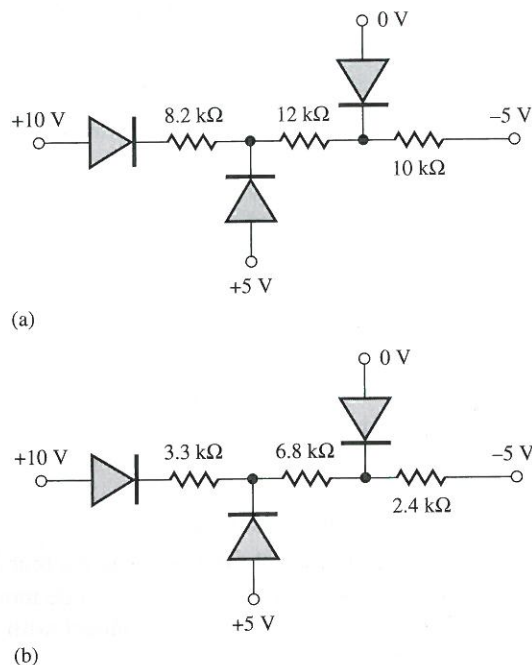 0 V
+10 V
8.2 kΩ
12 kΩ
–5 V
10 kΩ
+5 V
(a)
0 V
+10 V
3.3 kΩ
6.8 kΩ
–5 V
2.4 kΩ
+5 V
(b)